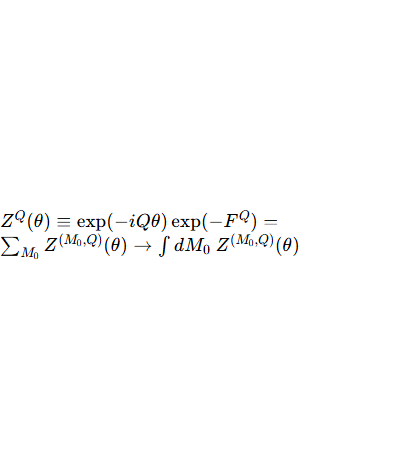 Z^Q(θ) ≡ exp(−iQθ) exp(−F^Q) =
∑_{M_0} Z^{(M_0,Q)}(θ) → ∫ dM_0 Z^{(M_0,Q)}(θ)